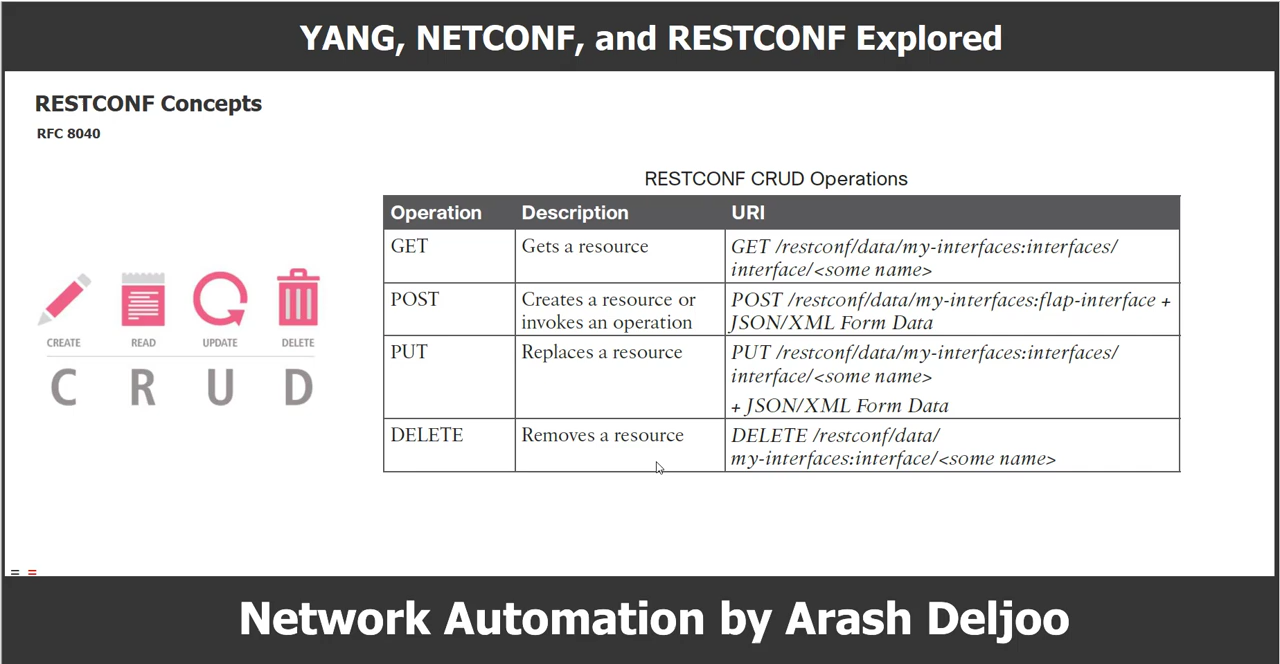 YANG, NETCONF, and RESTCONF Explored
RESTCONF Concepts
RFC 8040
CREATE READ UPDATE DELETE
C R U D
RESTCONF CRUD Operations
Operation Description URI
GET Gets a resource GET /restconf/data/my-interfaces:interfaces/
interface/<some name>
POST Creates a resource or POST /restconf/data/my-interfaces:flap-interface +
invokes an operation JSON/XML Form Data
PUT Replaces a resource PUT /restconf/data/my-interfaces:interfaces/
interface/<some name>
+ JSON/XML Form Data
DELETE Removes a resource DELETE /restconf/data/
my-interfaces:interface/<some name>
Network Automation by Arash Deljoo